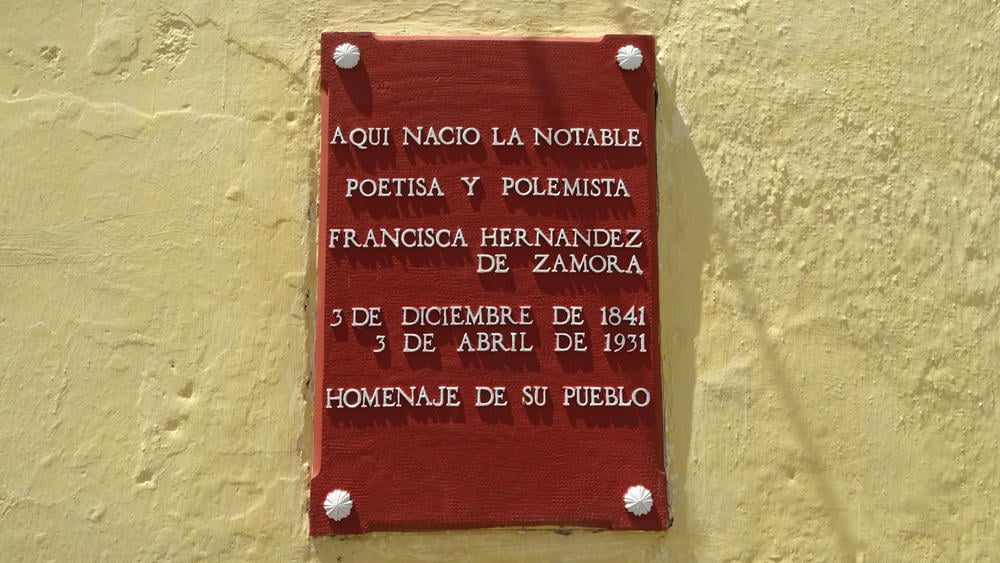 AQUI NACIO LA NOTABLE
POETISA Y POLEMISTA
FRANCISCA HERNANDEZ
DE ZAMORA
3 DE DICIEMBRE DE 1841
3 DE ABRIL DE 1931
HOMENAJE DE SU PUEBLO